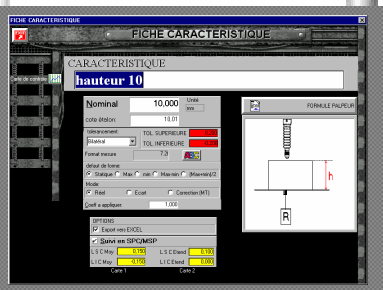 FICHE CARACTERISTIQUE
FICHE CARACTERISTIQUE
CARACTERISTIQUE
Carte de contrôle
hauteur 10
Nominal 10,000 Unité mm
cote étalon: 10,01
tolérancement: TOL. SUPERIEURE
Bilatéral TOL. INFERIEURE
Format mesure 7,3
défaut de forme:
Statique Max min Max-min (Max+min)/2
Mode
Réel Ecart Correction (MT)
Coeff a appliquer: 1,000
OPTIONS
Export vers EXCEL
Suivi en SPC/MSP
L S C Moy 0,150 L S C Etend 0,100
L I C Moy -0,150 L I C Etend 0,000
Carte 1 Carte 2
FORMULE PALPEUR
h
R